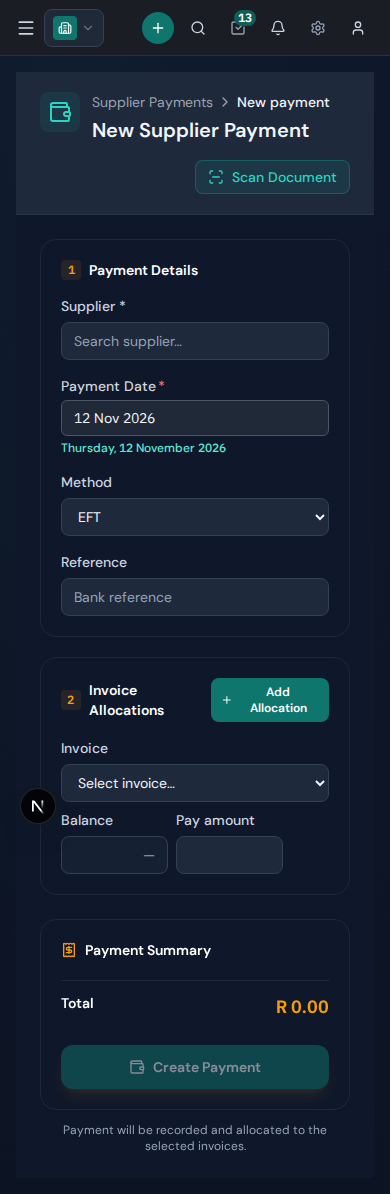 13
Supplier Payments > New payment
New Supplier Payment
Scan Document
1 Payment Details
Supplier *
Search supplier...
Payment Date *
12 Nov 2026
Thursday, 12 November 2026
Method
EFT
Reference
Bank reference
2 Invoice
Allocations
+ Add
Allocation
Invoice
Select invoice...
N
Balance Pay amount
—
Payment Summary
Total R 0.00
Create Payment
Payment will be recorded and allocated to the
selected invoices.